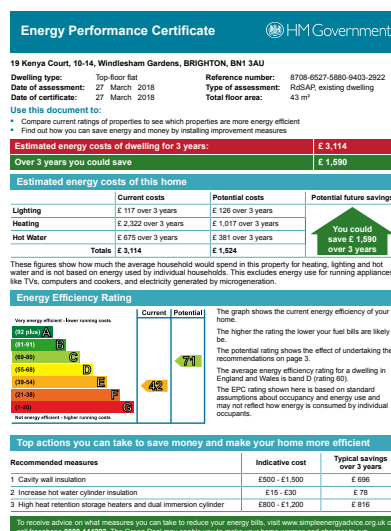 Energy Performance Certificate
HM Government
19 Kenya Court, 10-14, Windlesham Gardens, BRIGHTON, BN1 3AU
Dwelling type: Top-floor flat Reference number: 8708-6527-5880-9403-2922
Date of assessment: 27 March 2018 Type of assessment: RdSAP, existing dwelling
Date of certificate: 27 March 2018 Total floor area: 43 m²
Use this document to:
• Compare current ratings of properties to see which properties are more energy efficient
• Find out how you can save energy and money by installing improvement measures
Estimated energy costs of dwelling for 3 years: £ 3,114
Over 3 years you could save £ 1,590
Estimated energy costs of this home
Current costs Potential costs Potential future savings
Lighting £ 117 over 3 years £ 126 over 3 years
Heating £ 2,322 over 3 years £ 1,017 over 3 years
Hot Water £ 675 over 3 years £ 381 over 3 years
Totals £ 3,114 £ 1,524
You could
save £ 1,590
over 3 years
These figures show how much the average household would spend in this property for heating, lighting and hot
water and is not based on energy used by individual households. This excludes energy use for running appliances
like TVs, computers and cookers, and electricity generated by microgeneration.
Energy Efficiency Rating
Current Potential
Very energy efficient - lower running costs
(92 plus) A
(81-91) B
(69-80) C
(55-68) D
(39-54) E
(21-38) F
(1-20) G
Not energy efficient - higher running costs
42
71
The graph shows the current energy efficiency of your
home.
The higher the rating the lower your fuel bills are likely
be.
The potential rating shows the effect of undertaking the
recommendations on page 3.
The average energy efficiency rating for a dwelling in
England and Wales is band D (rating 60).
The EPC rating shown here is based on standard
assumptions about occupancy and energy use and
may not reflect how energy is consumed by individual
occupants.
Top actions you can take to save money and make your home more efficient
Recommended measures Indicative cost Typical savings
over 3 years
1 Cavity wall insulation £500 - £1,500 £ 696
2 Increase hot water cylinder insulation £15 - £30 £ 78
3 High heat retention storage heaters and dual immersion cylinder £800 - £1,200 £ 816
To receive advice on what measures you can take to reduce your energy bills, visit www.simpleenergyadvice.org.uk